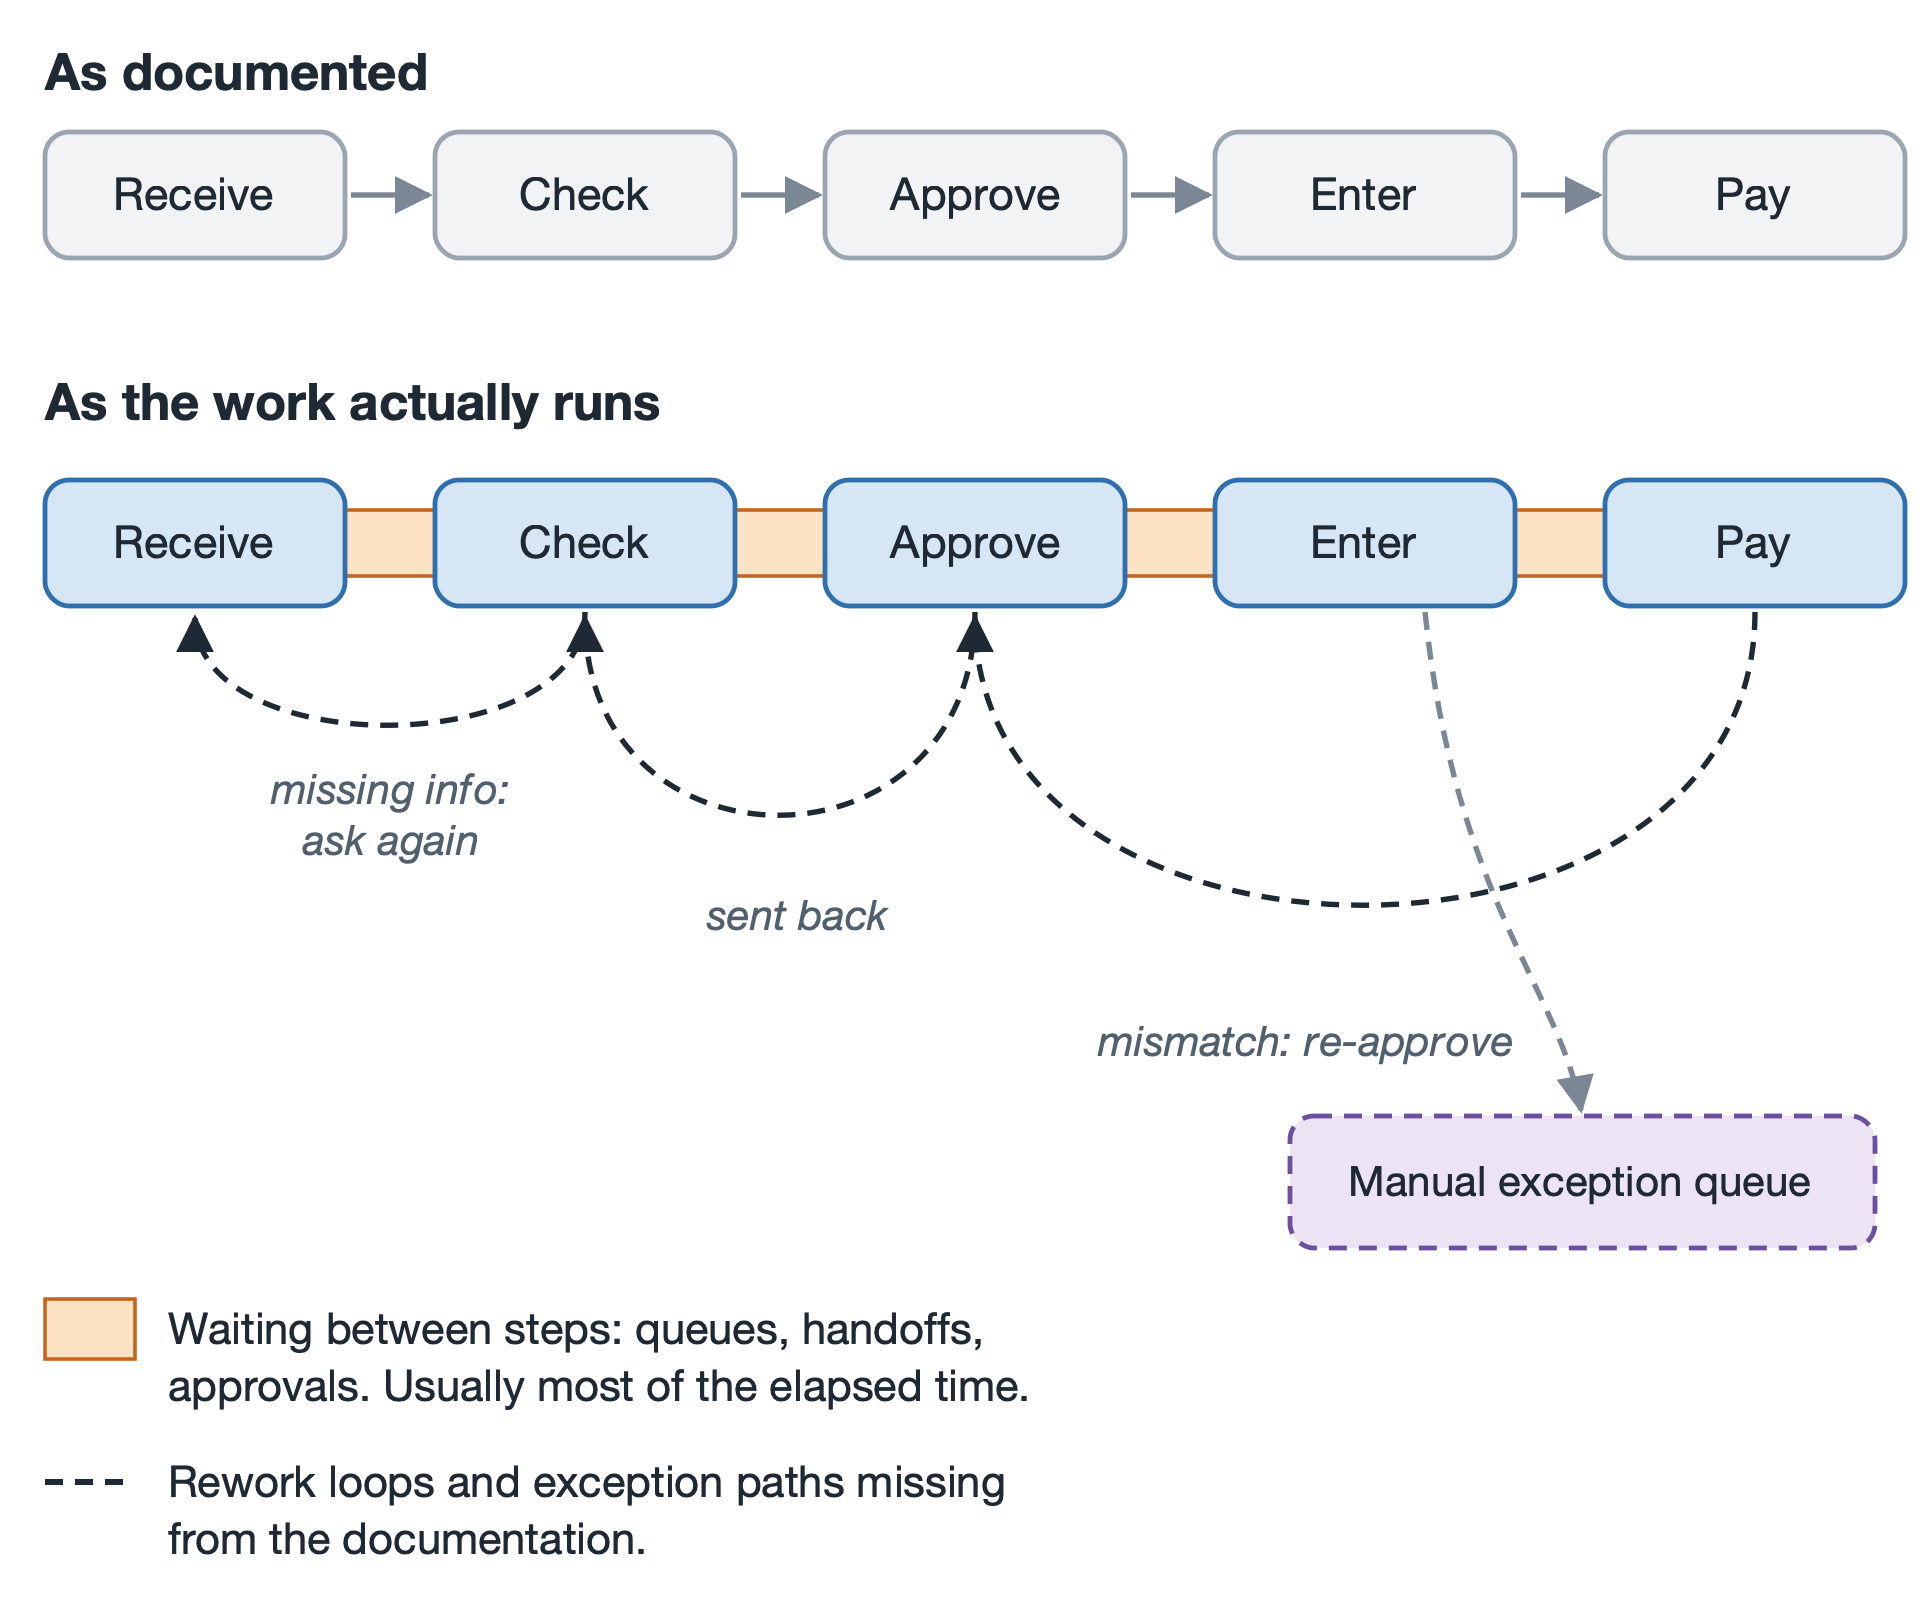 As documented
Receive
Check
Approve
Enter
Pay
As the work actually runs
Receive
Check
Approve
Enter
Pay
missing info:
ask again
sent back
mismatch: re-approve
Manual exception queue
Waiting between steps: queues, handoffs,
approvals. Usually most of the elapsed time.
Rework loops and exception paths missing
from the documentation.